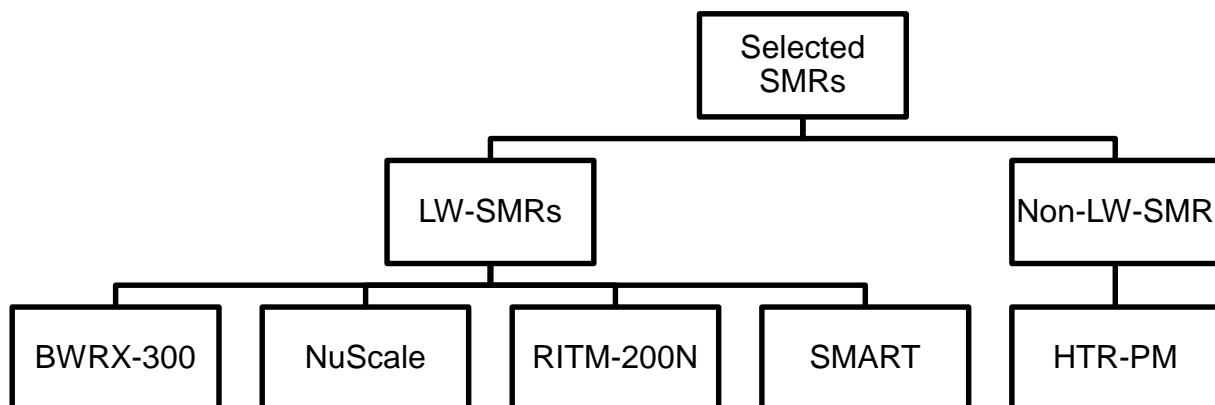 Selected
SMRs
LW-SMRs
Non-LW-SMR
BWRX-300
NuScale
RITM-200N
SMART
HTR-PM